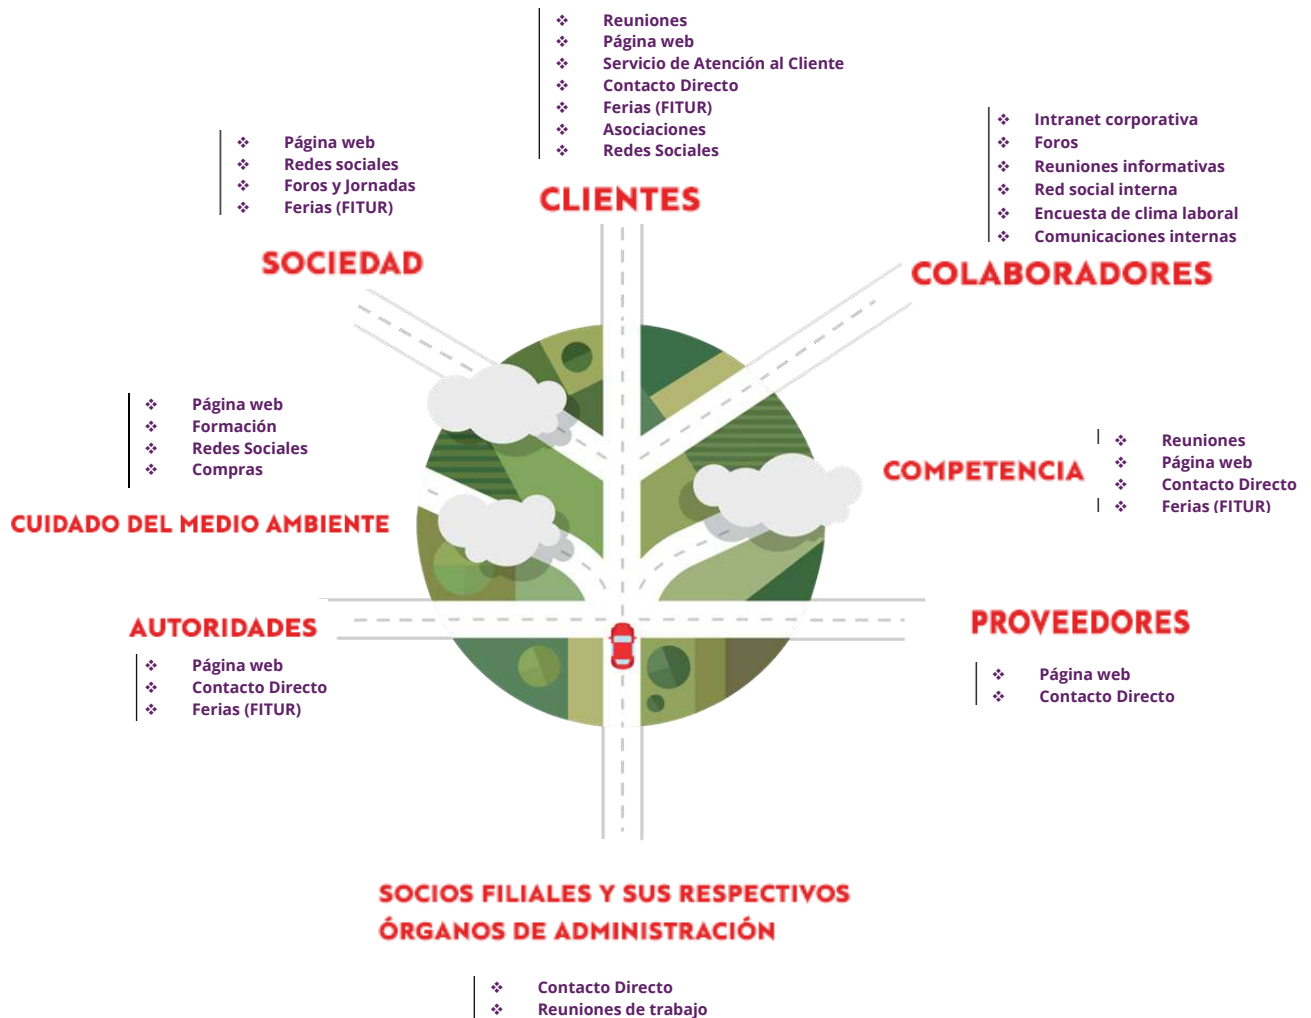 ❖ Reuniones
❖ Página web
❖ Servicio de Atención al Cliente
❖ Contacto Directo
❖ Ferias (FITUR)
❖ Asociaciones
❖ Redes Sociales
CLIENTES
❖ Página web
❖ Redes sociales
❖ Foros y Jornadas
❖ Ferias (FITUR)
SOCIEDAD
❖ Intranet corporativa
❖ Foros
❖ Reuniones informativas
❖ Red social interna
❖ Encuesta de clima laboral
❖ Comunicaciones internas
COLABORADORES
❖ Página web
❖ Formación
❖ Redes Sociales
❖ Compras
CUIDADO DEL MEDIO AMBIENTE
COMPETENCIA
❖ Reuniones
❖ Página web
❖ Contacto Directo
❖ Ferias (FITUR)
AUTORIDADES
❖ Página web
❖ Contacto Directo
❖ Ferias (FITUR)
PROVEEDORES
❖ Página web
❖ Contacto Directo
SOCIOS FILIALES Y SUS RESPECTIVOS
ÓRGANOS DE ADMINISTRACIÓN
❖ Contacto Directo
❖ Reuniones de trabajo